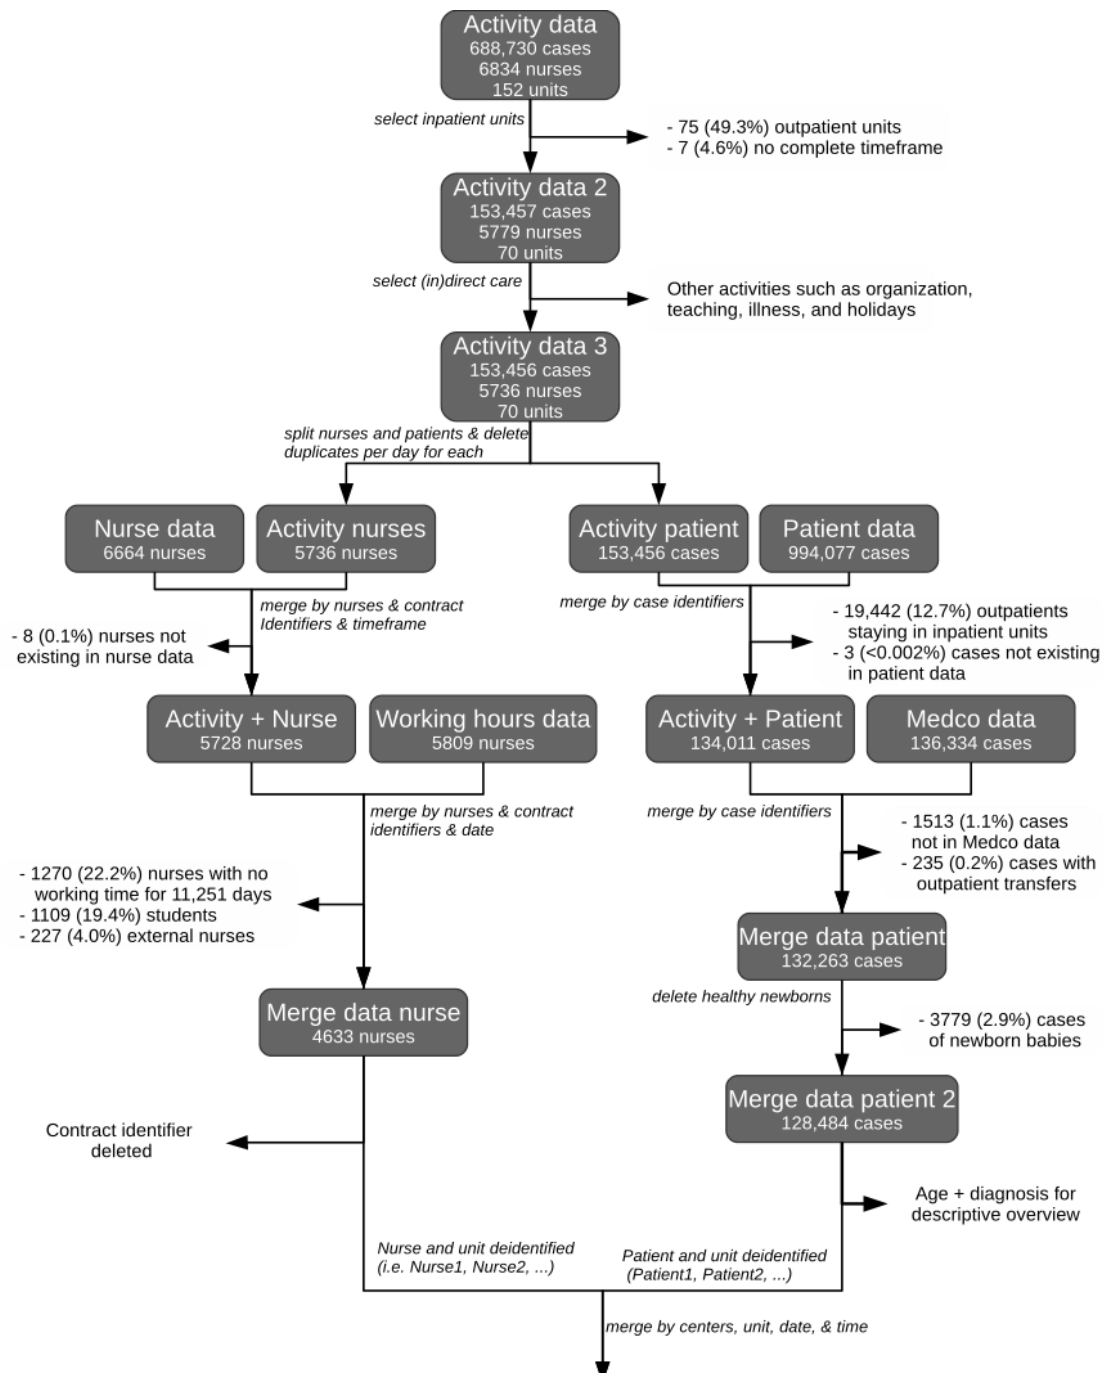 Activity data
688,730 cases
6834 nurses
152 units
select inpatient units
- 75 (49.3%) outpatient units
- 7 (4.6%) no complete timeframe
Activity data 2
153,457 cases
5779 nurses
70 units
select (in)direct care
Other activities such as organization,
teaching, illness, and holidays
Activity data 3
153,456 cases
5736 nurses
70 units
split nurses and patients & delete
duplicates per day for each
Nurse data
6664 nurses
Activity nurses
5736 nurses
Activity patient
153,456 cases
Patient data
994,077 cases
merge by nurses & contract
Identifiers & timeframe
- 8 (0.1%) nurses not
existing in nurse data
merge by case identifiers
- 19,442 (12.7%) outpatients
staying in inpatient units
- 3 (<0.002%) cases not existing
in patient data
Activity + Nurse
5728 nurses
Working hours data
5809 nurses
Activity + Patient
134,011 cases
Medco data
136,334 cases
merge by nurses & contract
identifiers & date
merge by case identifiers
- 1513 (1.1%) cases
not in Medco data
- 235 (0.2%) cases with
outpatient transfers
- 1270 (22.2%) nurses with no
working time for 11,251 days
- 1109 (19.4%) students
- 227 (4.0%) external nurses
Merge data patient
132,263 cases
delete healthy newborns
Merge data nurse
4633 nurses
- 3779 (2.9%) cases
of newborn babies
Merge data patient 2
128,484 cases
Contract identifier
deleted
Age + diagnosis for
descriptive overview
Nurse and unit deidentified
(i.e. Nurse1, Nurse2, ...)
Patient and unit deidentified
(Patient1, Patient2, ...)
merge by centers, unit, date, & time